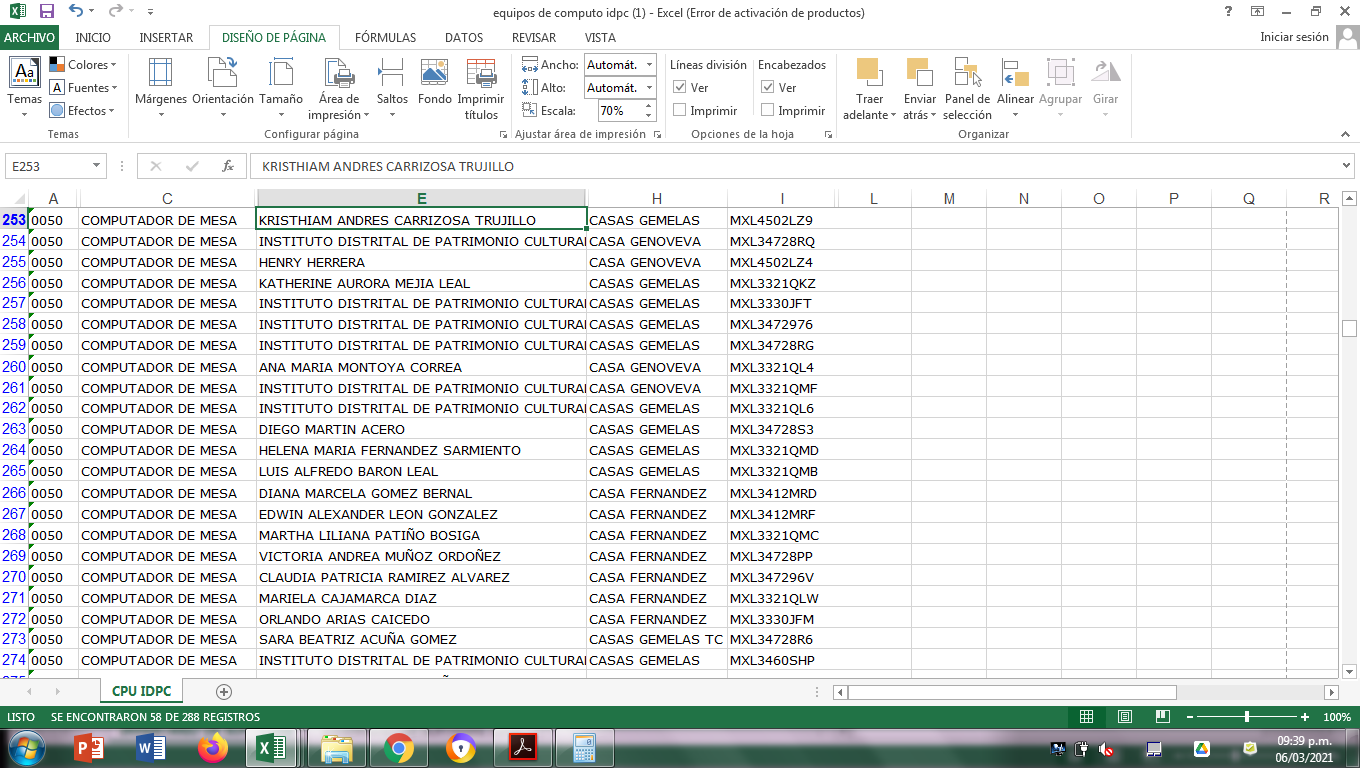 equipos de computo idpc (1) - Excel (Error de activación de productos)
ARCHIVO INICIO INSERTAR DISEÑO DE PÁGINA FÓRMULAS DATOS REVISAR VISTA Iniciar sesión
Colores Ancho: Automát. Líneas división Encabezados
Fuentes Alto: Automát. Ver Ver
Temas Efectos Márgenes Orientación Tamaño Área de impresión Saltos Fondo Imprimir títulos Escala: 70% Imprimir Imprimir Traer adelante Enviar atrás Panel de selección Alinear Agrupar Girar
Temas Configurar página Ajustar área de impresión Opciones de la hoja Organizar
E253 fx KRISTHIAM ANDRES CARRIZOSA TRUJILLO
A C E H I L M N O P Q R
253 0050 COMPUTADOR DE MESA KRISTHIAM ANDRES CARRIZOSA TRUJILLO CASAS GEMELAS MXL4502LZ9
254 0050 COMPUTADOR DE MESA INSTITUTO DISTRITAL DE PATRIMONIO CULTURAL CASA GENOVEVA MXL34728RQ
255 0050 COMPUTADOR DE MESA HENRY HERRERA CASA GENOVEVA MXL4502LZ4
256 0050 COMPUTADOR DE MESA KATHERINE AURORA MEJIA LEAL CASAS GEMELAS MXL3321QKZ
257 0050 COMPUTADOR DE MESA INSTITUTO DISTRITAL DE PATRIMONIO CULTURAL CASAS GEMELAS MXL3330JFT
258 0050 COMPUTADOR DE MESA INSTITUTO DISTRITAL DE PATRIMONIO CULTURAL CASAS GEMELAS MXL3472976
259 0050 COMPUTADOR DE MESA INSTITUTO DISTRITAL DE PATRIMONIO CULTURAL CASAS GEMELAS MXL34728RG
260 0050 COMPUTADOR DE MESA ANA MARIA MONTOYA CORREA CASA GENOVEVA MXL3321QL4
261 0050 COMPUTADOR DE MESA INSTITUTO DISTRITAL DE PATRIMONIO CULTURAL CASA GENOVEVA MXL3321QMF
262 0050 COMPUTADOR DE MESA INSTITUTO DISTRITAL DE PATRIMONIO CULTURAL CASAS GEMELAS MXL3321QL6
263 0050 COMPUTADOR DE MESA DIEGO MARTIN ACERO CASAS GEMELAS MXL34728S3
264 0050 COMPUTADOR DE MESA HELENA MARIA FERNANDEZ SARMIENTO CASAS GEMELAS MXL3321QMD
265 0050 COMPUTADOR DE MESA LUIS ALFREDO BARON LEAL CASAS GEMELAS MXL3321QMB
266 0050 COMPUTADOR DE MESA DIANA MARCELA GOMEZ BERNAL CASA FERNANDEZ MXL3412MRD
267 0050 COMPUTADOR DE MESA EDWIN ALEXANDER LEON GONZALEZ CASA FERNANDEZ MXL3412MRF
268 0050 COMPUTADOR DE MESA MARTHA LILIANA PATIÑO BOSIGA CASA FERNANDEZ MXL3321QMC
269 0050 COMPUTADOR DE MESA VICTORIA ANDREA MUÑOZ ORDOÑEZ CASA FERNANDEZ MXL34728PP
270 0050 COMPUTADOR DE MESA CLAUDIA PATRICIA RAMIREZ ALVAREZ CASA FERNANDEZ MXL347296V
271 0050 COMPUTADOR DE MESA MARIELA CAJAMARCA DIAZ CASA FERNANDEZ MXL3321QLW
272 0050 COMPUTADOR DE MESA ORLANDO ARIAS CAICEDO CASA FERNANDEZ MXL3330JFM
273 0050 COMPUTADOR DE MESA SARA BEATRIZ ACUÑA GOMEZ CASAS GEMELAS TC MXL34728R6
274 0050 COMPUTADOR DE MESA INSTITUTO DISTRITAL DE PATRIMONIO CULTURAL CASAS GEMELAS MXL3460SHP
CPU IDPC
LISTO SE ENCONTRARON 58 DE 288 REGISTROS 100%
09:39 p.m.
06/03/2021